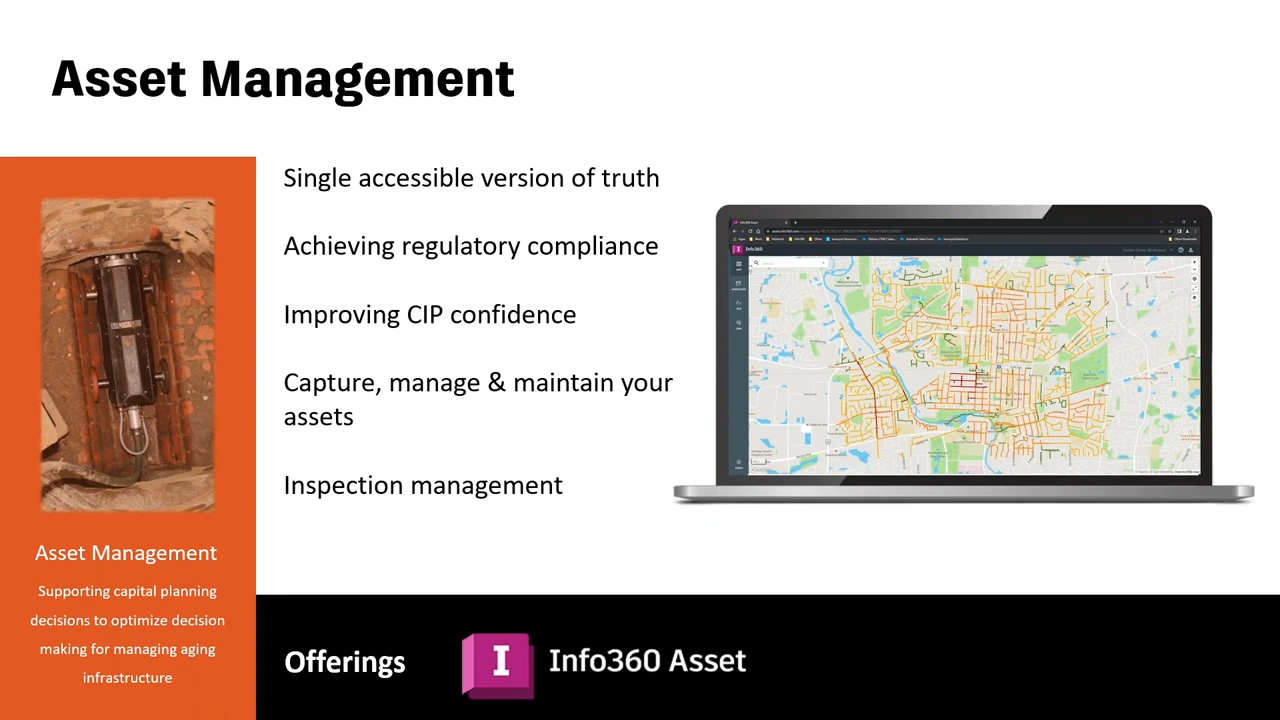 Asset Management
Single accessible version of truth
Achieving regulatory compliance
Improving CIP confidence
Capture, manage & maintain your
assets
Inspection management
Info360
Asset Management
Supporting capital planning
decisions to optimize decision
making for managing aging
infrastructure
Offerings
I
Info360 Asset